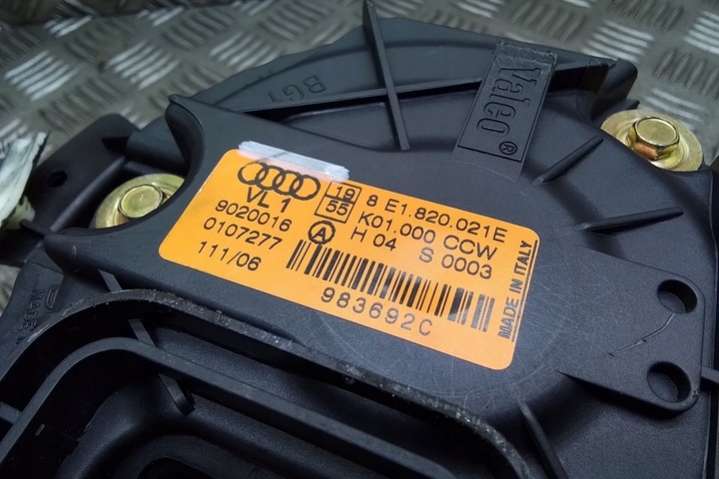 BGT
Valeo®
VL 1
9020016
0107277
111/06
19
55
A
8 E1.820.021E
K01.000 CCW
H 04 S 0003
983692C
MADE IN ITALY